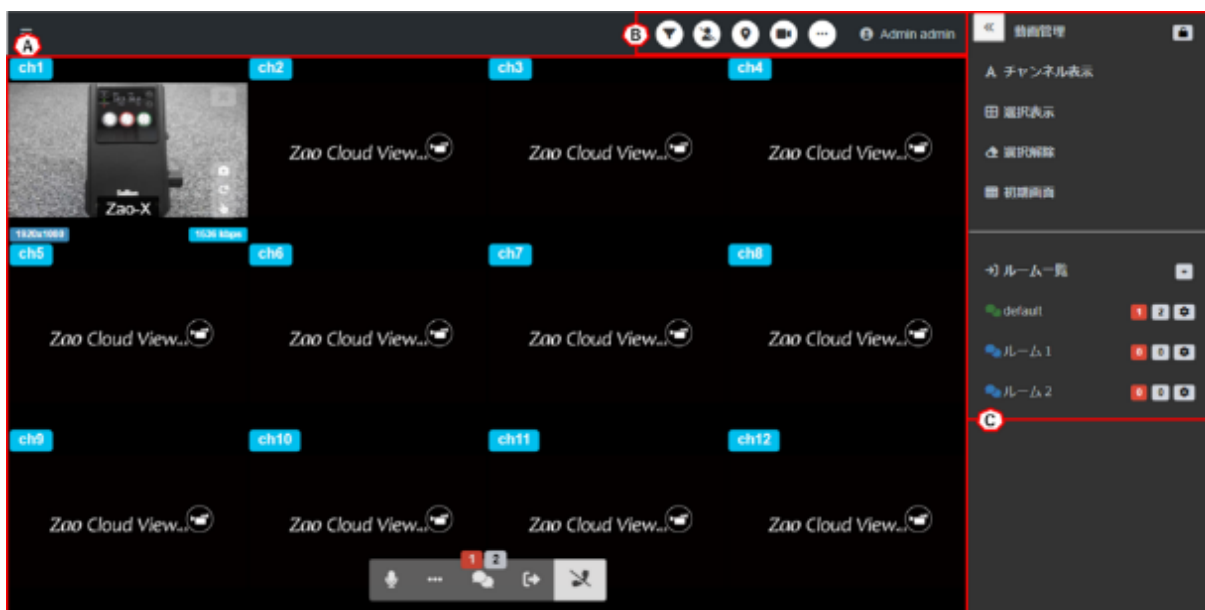 A
B
Admin admin
動画管理
ch1
ch2
ch3
ch4
A チャンネル表示
選択表示
選択解除
初期画面
Zao-X
Zao Cloud View...
Zao Cloud View...
Zao Cloud View...
1920x1080
1536 kbps
ch5
ch6
ch7
ch8
ルーム一覧
default
1 2
ルーム 1
0 0
ルーム 2
0 0
C
Zao Cloud View...
Zao Cloud View...
Zao Cloud View...
Zao Cloud View...
ch9
ch10
ch11
ch12
Zao Cloud View...
Zao Cloud View...
Zao Cloud View...
Zao Cloud View...
1 2